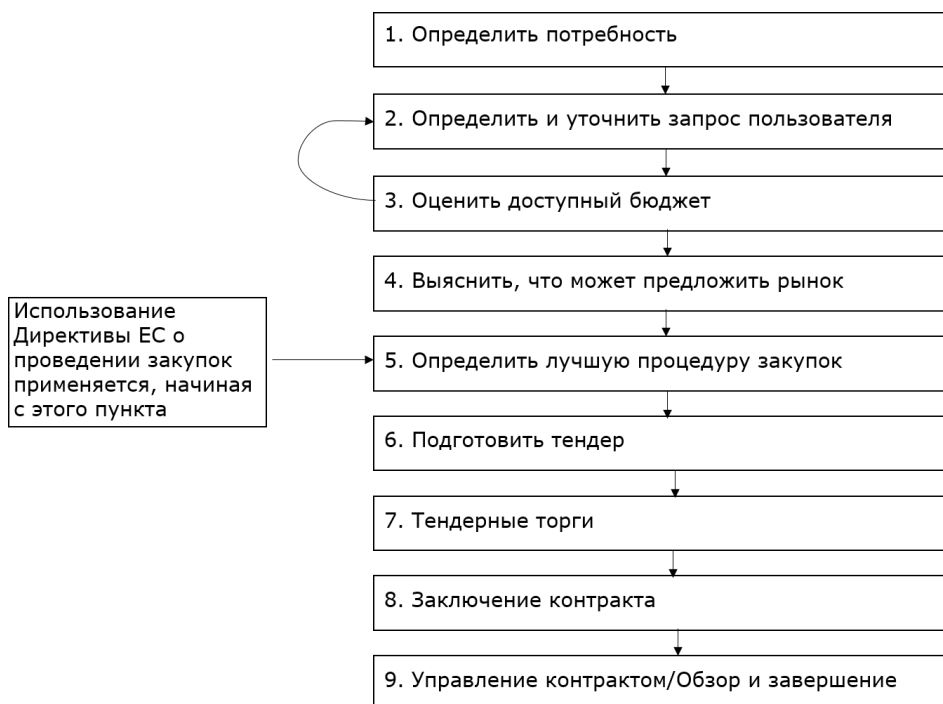 1. Определить потребность
2. Определить и уточнить запрос пользователя
3. Оценить доступный бюджет
4. Выяснить, что может предложить рынок
Использование
Директивы ЕС о
проведении закупок
применяется, начиная
с этого пункта
5. Определить лучшую процедуру закупок
6. Подготовить тендер
7. Тендерные торги
8. Заключение контракта
9. Управление контрактом/Обзор и завершение